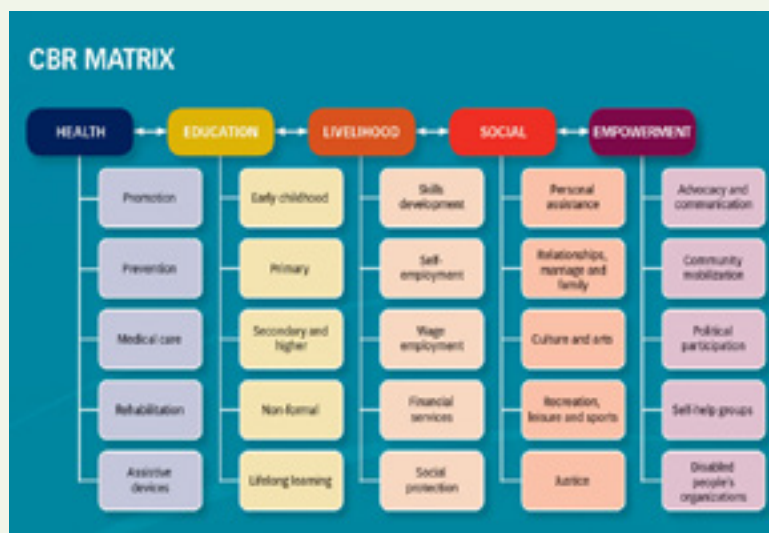 CBR MATRIX
HEALTH
EDUCATION
LIVELIHOOD
SOCIAL
EMPOWERMENT
Promotion
Prevention
Medical care
Rehabilitation
Assistive
devices
Early childhood
Primary
Secondary and
higher
Non-formal
Lifelong learning
Skills
development
Self-
employment
Wage
employment
Financial
services
Social
protection
Personal
assistance
Relationships,
marriage and
family
Culture and arts
Recreation,
leisure and sports
Justice
Advocacy and
communication
Community
mobilization
Political
participation
Self-help groups
Disabled
people's
organizations